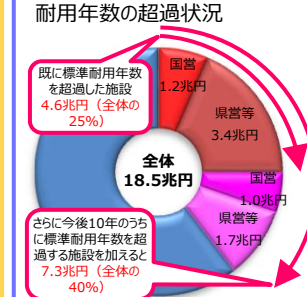 耐用年数の超過状況
既に標準耐用年数
を超過した施設
4.6兆円（全体の
25%）
国営
1.2兆円
県営等
3.4兆円
全体
18.5兆円
国営
1.0兆円
県営等
1.7兆円
さらに今後10年のうち
に標準耐用年数を超
過する施設を加えると
7.3兆円（全体の
40%）